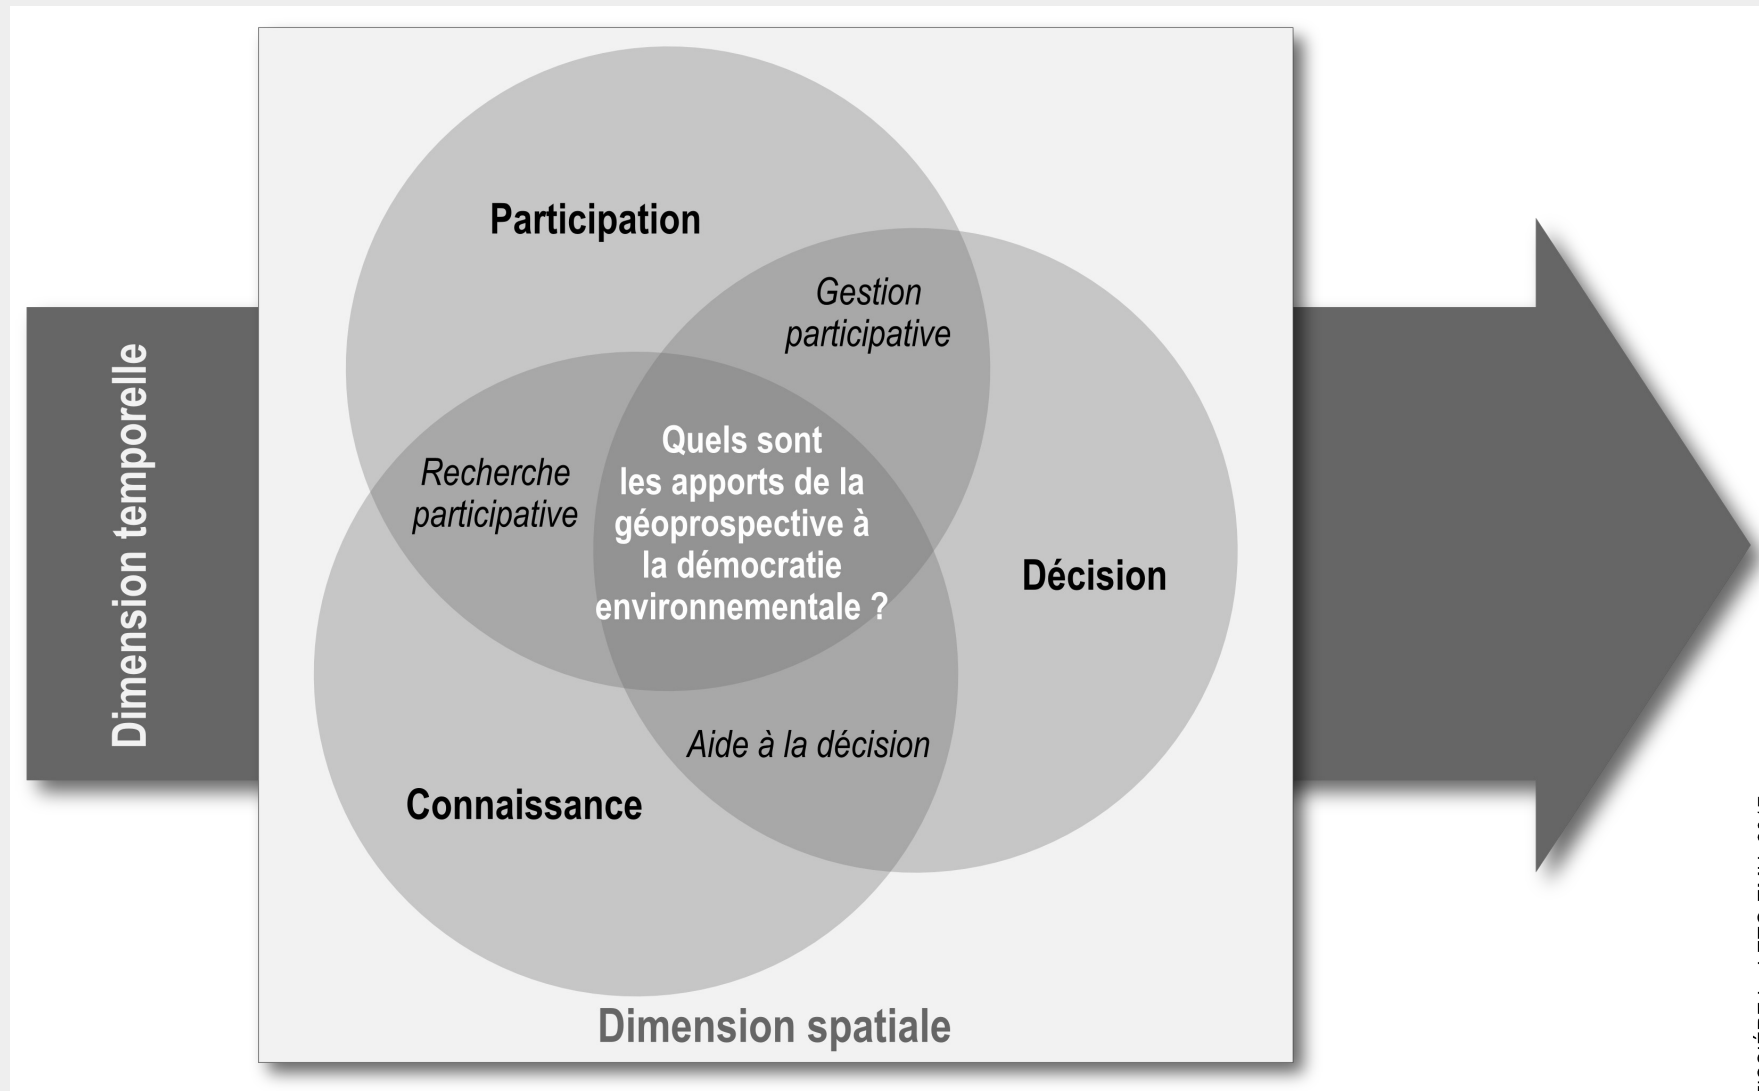 Participation
Gestion
participative
Dimension temporelle
Recherche
participative
Quels sont
les apports de la
géoprospective à
la démocratie
environnementale ?
Décision
Aide à la décision
Connaissance
Dimension spatiale